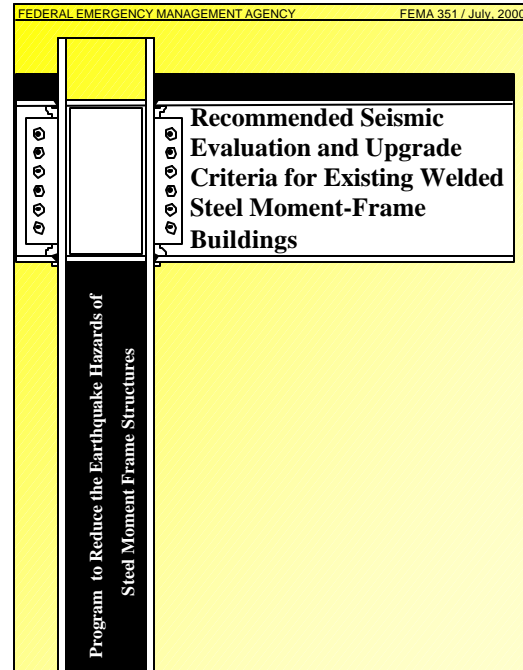 FEDERAL EMERGENCY MANAGEMENT AGENCY FEMA 351 / July, 2000
Recommended Seismic
Evaluation and Upgrade
Criteria for Existing Welded
Steel Moment-Frame
Buildings
Program to Reduce the Earthquake Hazards of
Steel Moment Frame Structures